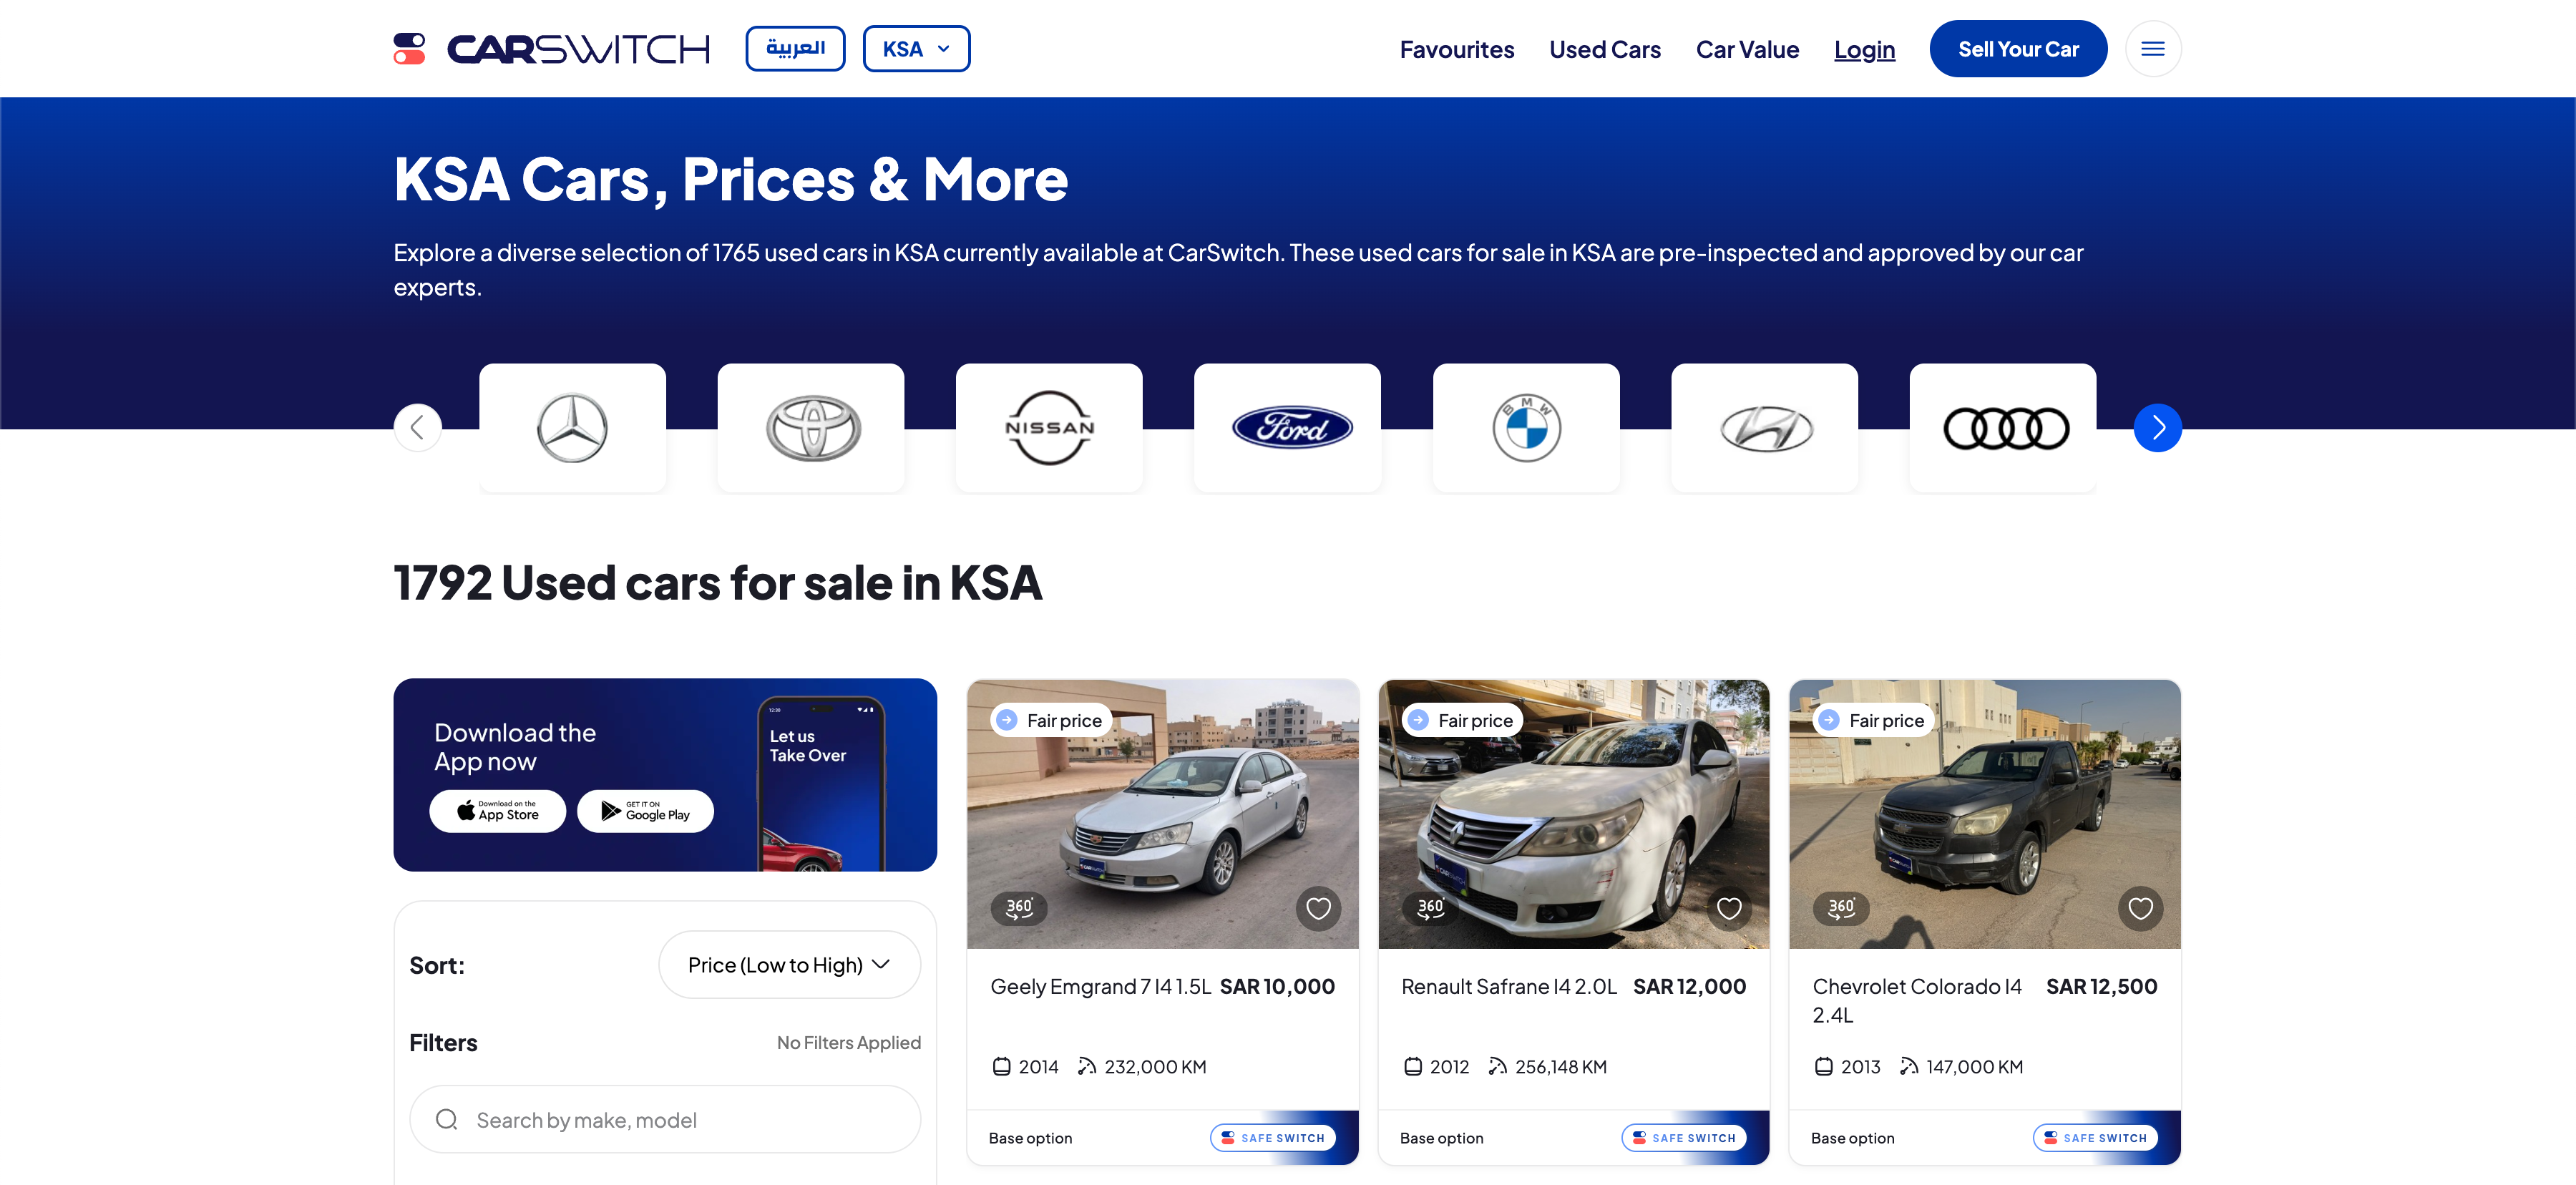 CARSWITCH
العربية
KSA
Favourites
Used Cars
Car Value
Login
Sell Your Car
KSA Cars, Prices & More
Explore a diverse selection of 1765 used cars in KSA currently available at CarSwitch. These used cars for sale in KSA are pre-inspected and approved by our car
experts.
NISSAN
Ford
BMW
1792 Used cars for sale in KSA
Download the
App now
Download on the
App Store
GET IT ON
Google Play
12:30
Let us
Take Over
Sort:
Price (Low to High)
Filters
No Filters Applied
Search by make, model
Fair price
360°
Geely Emgrand 7 I4 1.5L
SAR 10,000
2014
232,000 KM
Base option
SAFE SWITCH
Fair price
CARSWITCH
360°
Renault Safrane I4 2.0L
SAR 12,000
2012
256,148 KM
Base option
SAFE SWITCH
Fair price
360°
Chevrolet Colorado I4
2.4L
SAR 12,500
2013
147,000 KM
Base option
SAFE SWITCH